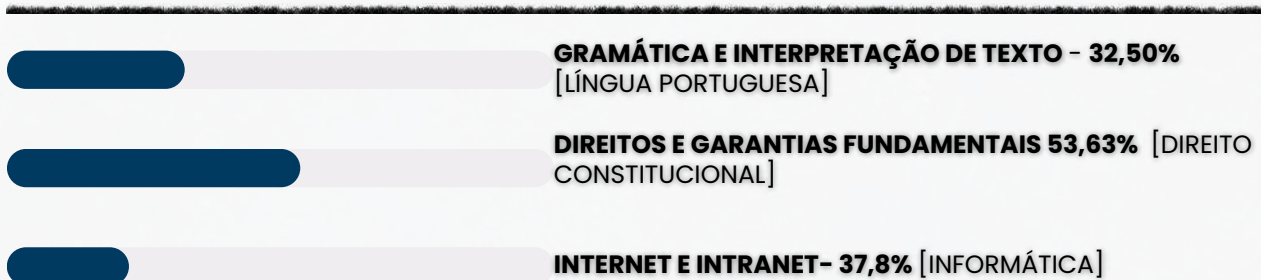 GRAMÁTICA E INTERPRETAÇÃO DE TEXTO - 32,50%
[LÍNGUA PORTUGUESA]
DIREITOS E GARANTIAS FUNDAMENTAIS 53,63% [DIREITO
CONSTITUCIONAL]
INTERNET E INTRANET- 37,8% [INFORMÁTICA]